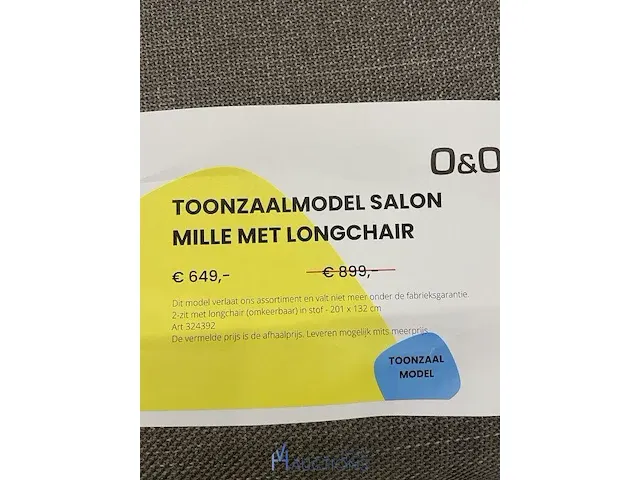 O&O
TOONZAALMODEL SALON
MILLE MET LONGCHAIR
€ 649,- € 899,-
Dit model verlaat ons assortiment en valt niet meer onder de fabrieksgarantie.
2-zit met longchair (omkeerbaar) in stof - 201 x 132 cm
Art 324392
De vermelde prijs is de afhaalprijs. Leveren mogelijk mits meerprijs.
TOONZAAL
MODEL
AUCTIONS